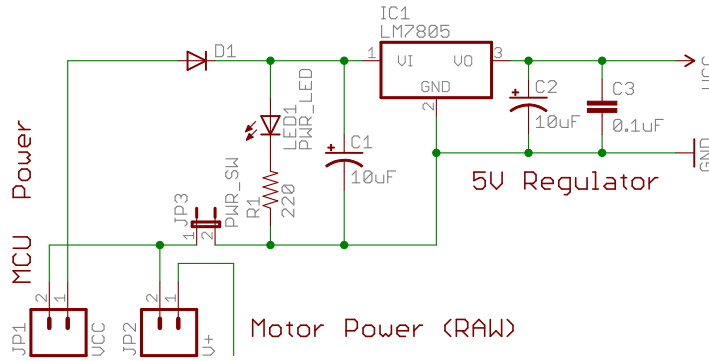 IC1
LM7805
D1
1
VI
VO
3
GND
2
LED1
PWR_LED
C1
10uF
C2
10uF
C3
0.1uF
VCC
GND
5V Regulator
MCU Power
JP3
PWR_SW
1
2
R1
220
2
1
JP1
VCC
2
1
JP2
V+
Motor Power (RAW)